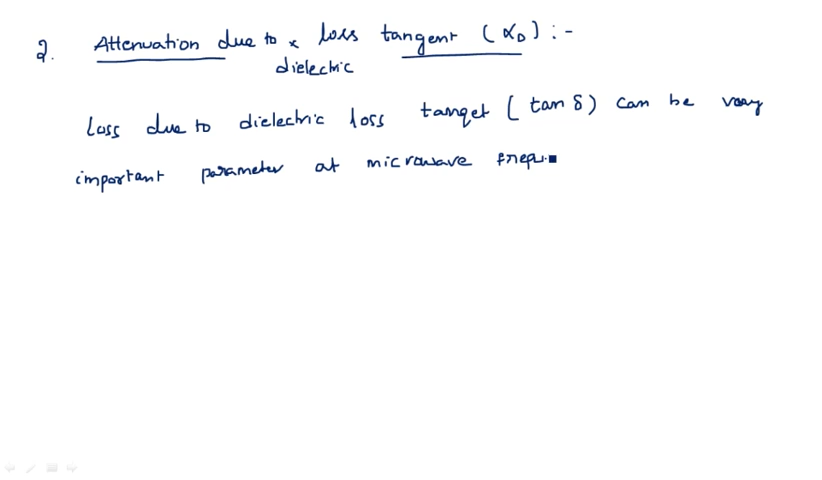 2. Attenuation due to dielectric loss tangent (α_D) :-
Loss due to dielectric loss tanget (tan δ) can be very
important parameter at microwave frequ